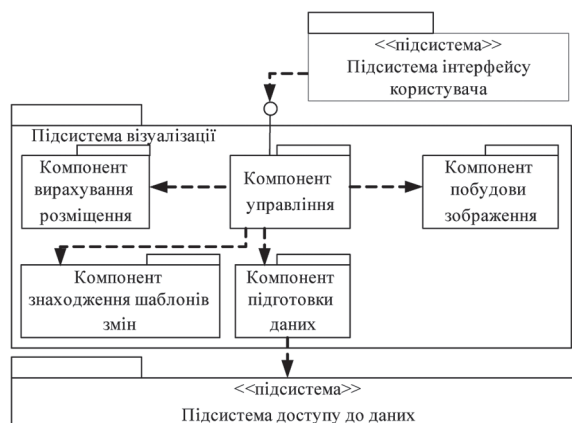 <<підсистема>>
Підсистема інтерфейсу
користувача
Підсистема візуалізації
Компонент
вирахування
розміщення
Компонент
управління
Компонент
побудови
зображення
Компонент
знаходження шаблонів
змін
Компонент
підготовки
даних
<<підсистема>>
Підсистема доступу до даних